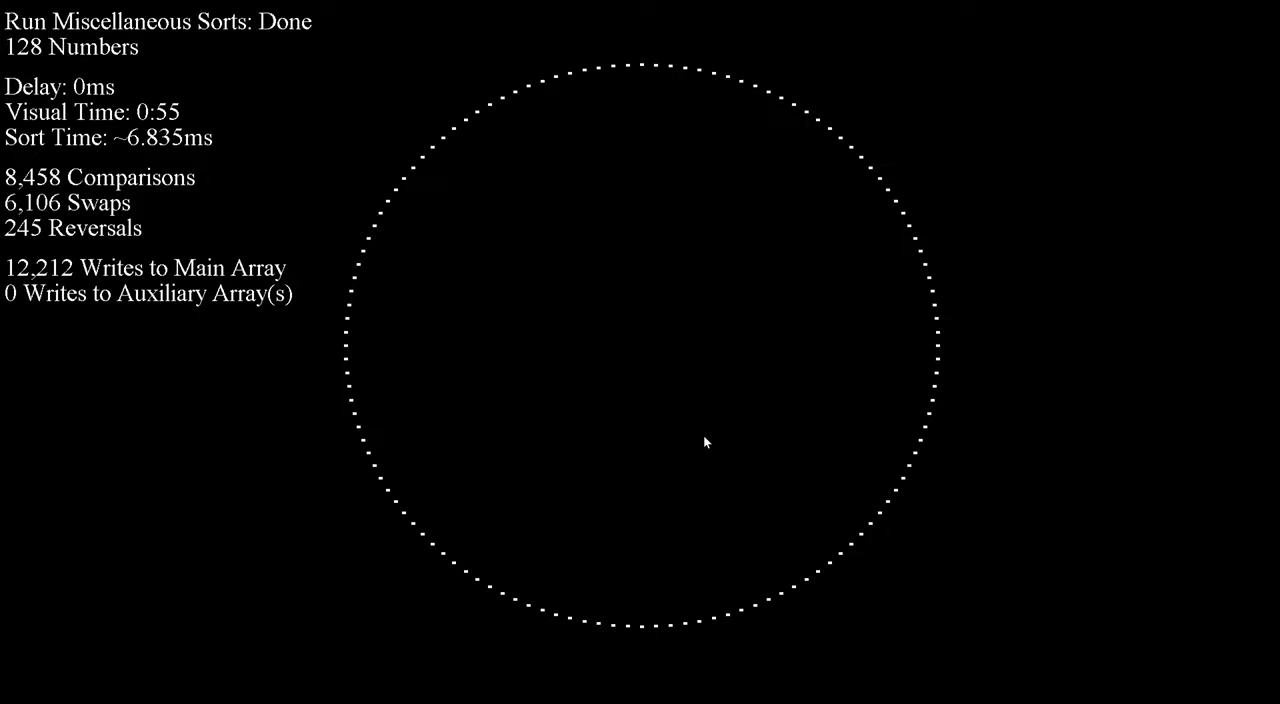 Run Miscellaneous Sorts: Done
128 Numbers
Delay: 0ms
Visual Time: 0:55
Sort Time: ~6.835ms
8,458 Comparisons
6,106 Swaps
245 Reversals
12,212 Writes to Main Array
0 Writes to Auxiliary Array(s)